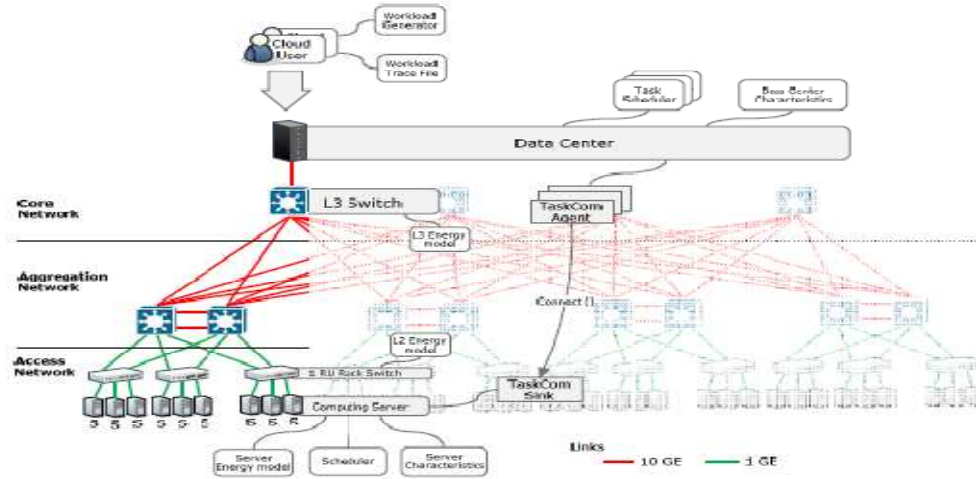 Workload
Generator
Cloud
User
Workload
Trace File
Task
Scheduler
Data Center
Characteristics
Data Center
L3 Switch
TaskCom
Agent
Core
Network
L3 Energy
model
Aggregation
Network
Connect ()
L2 Energy
model
Access
Network
1 RU Rack Switch
TaskCom
Sink
Computing Server
S S S S S S S S S
Server
Energy model
Scheduler
Server
Characteristics
Links
10 GE
1 GE